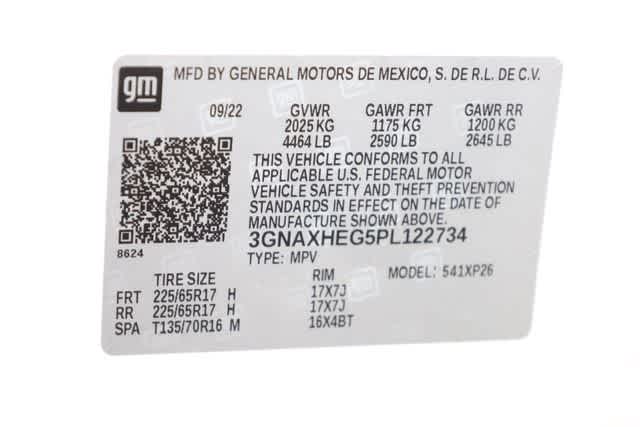 gm MFD BY GENERAL MOTORS DE MEXICO, S. DE R.L. DE C.V.
09/22 GVWR GAWR FRT GAWR RR
2025 KG 1175 KG 1200 KG
4464 LB 2590 LB 2645 LB
THIS VEHICLE CONFORMS TO ALL
APPLICABLE U.S. FEDERAL MOTOR
VEHICLE SAFETY AND THEFT PREVENTION
STANDARDS IN EFFECT ON THE DATE OF
MANUFACTURE SHOWN ABOVE.
3GNAXHEG5PL122734
8624
TYPE: MPV MODEL: 541XP26
TIRE SIZE RIM
FRT 225/65R17 H 17X7J
RR 225/65R17 H 17X7J
SPA T135/70R16 M 16X4BT